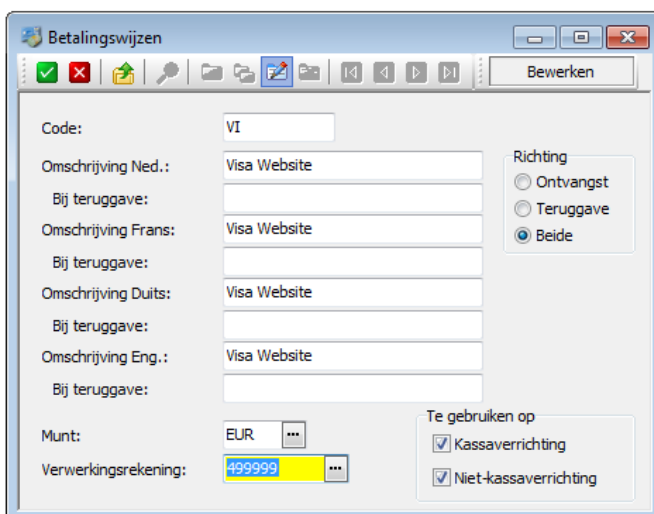 Betalingswijzen
Bewerken
Code: VI
Omschrijving Ned.: Visa Website
Bij teruggave:
Omschrijving Frans: Visa Website
Bij teruggave:
Omschrijving Duits: Visa Website
Bij teruggave:
Omschrijving Eng.: Visa Website
Bij teruggave:
Munt: EUR ...
Verwerkingsrekening: 499999 ...
Richting
Ontvangst
Teruggave
Beide
Te gebruiken op
Kassaverrichting
Niet-kassaverrichting